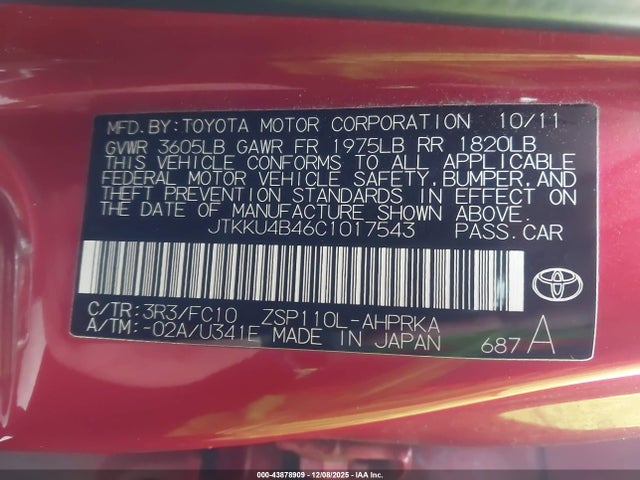 MFD.BY:TOYOTA MOTOR CORPORATION 10/11
GVWR 3605LB GAWR FR 1975LB RR 1820LB
THIS VEHICLE CONFORMS TO ALL APPLICABLE
FEDERAL MOTOR VEHICLE SAFETY,BUMPER,AND
THEFT PREVENTION STANDARDS IN EFFECT ON
THE DATE OF MANUFACTURE SHOWN ABOVE.
JTKKU4B46C1017543 PASS.CAR
C/TR:3R3/FC10 ZSP110L-AHPRKA
A/TM:-02A/U341E MADE IN JAPAN 687 A
000-43878909 • 12/08/2025 • IAA Inc.